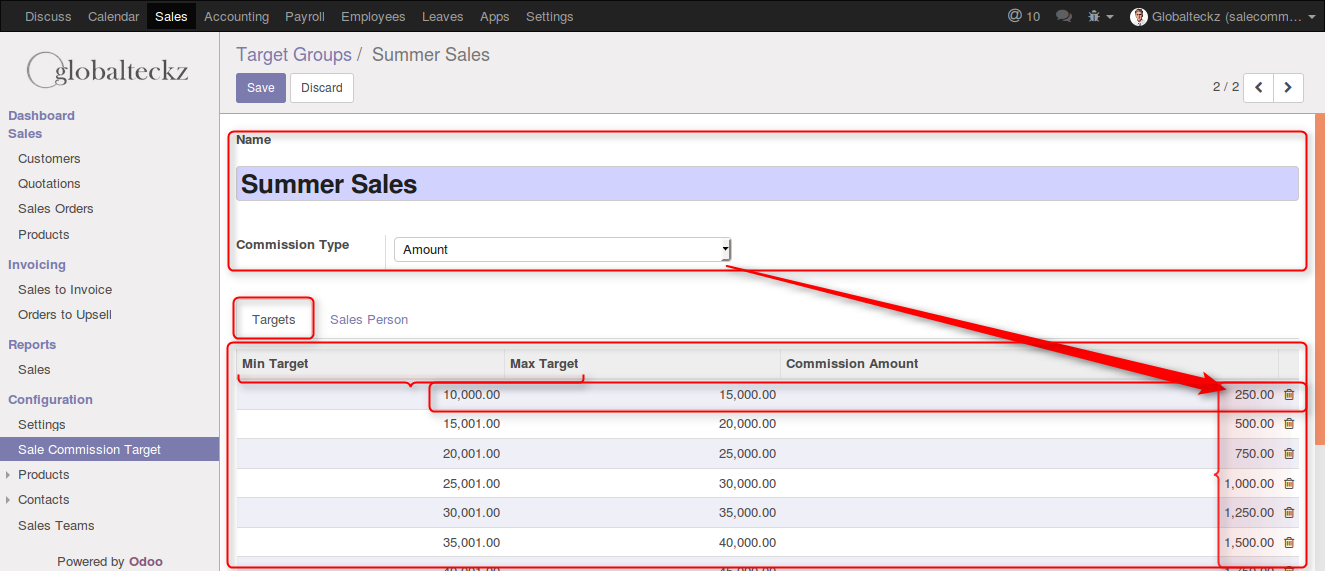 Discuss Calendar Sales Accounting Payroll Employees Leaves Apps Settings @ 10 Globalteckz (salecomm...
globalteckz
Target Groups / Summer Sales
Save Discard 2 / 2
Dashboard
Sales
Customers
Quotations
Sales Orders
Products
Invoicing
Sales to Invoice
Orders to Upsell
Reports
Sales
Configuration
Settings
Sale Commission Target
Products
Contacts
Sales Teams
Powered by Odoo
Name
Summer Sales
Commission Type Amount
Targets Sales Person
Min Target Max Target Commission Amount
10,000.00 15,000.00 250.00
15,001.00 20,000.00 500.00
20,001.00 25,000.00 750.00
25,001.00 30,000.00 1,000.00
30,001.00 35,000.00 1,250.00
35,001.00 40,000.00 1,500.00